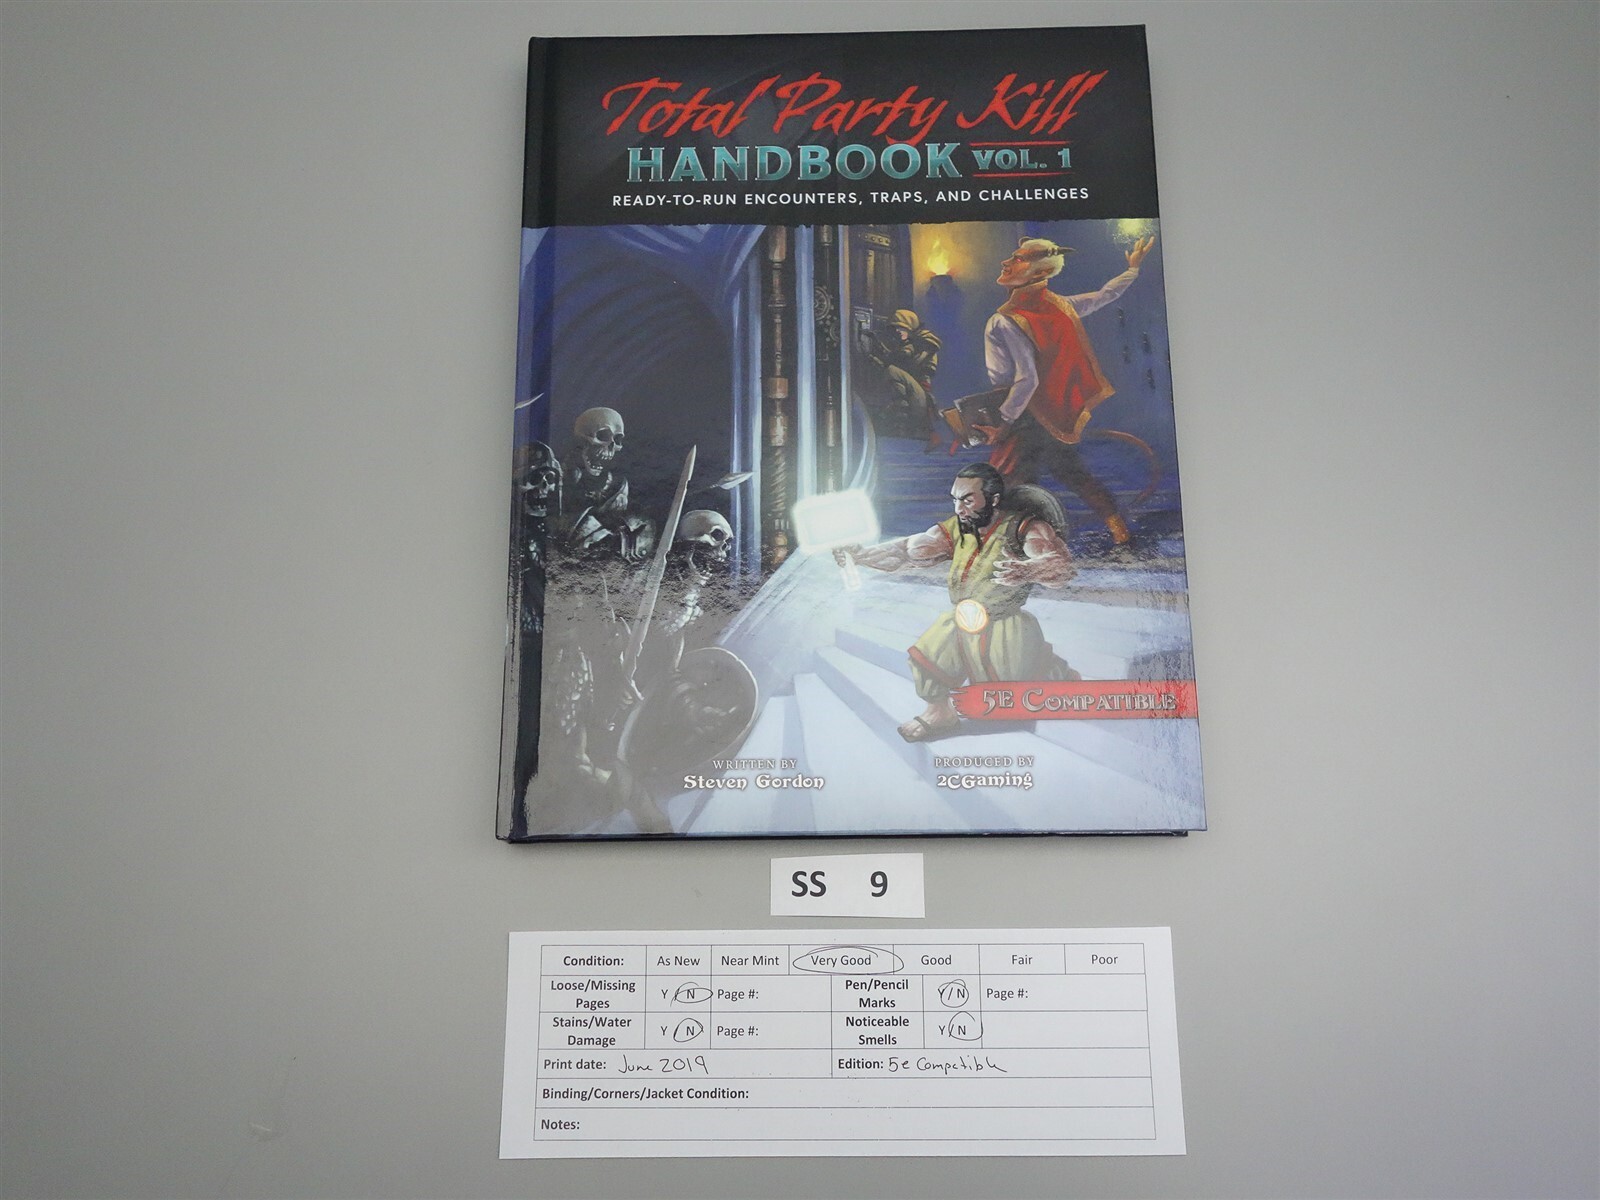 Total Party Kill
HANDBOOK VOL. 1
READY-TO-RUN ENCOUNTERS, TRAPS, AND CHALLENGES
5E COMPATIBLE
WRITTEN BY
Steven Gordon
PRODUCED BY
2CGaming
SS 9
Condition: As New Near Mint Very Good Good Fair Poor
Loose/Missing Pages Y/N Page #: Pen/Pencil Marks Y/N Page #:
Stains/Water Damage Y/N Page #: Noticeable Smells Y/N
Print date: June 2019 Edition: 5e Compatible
Binding/Corners/Jacket Condition:
Notes: